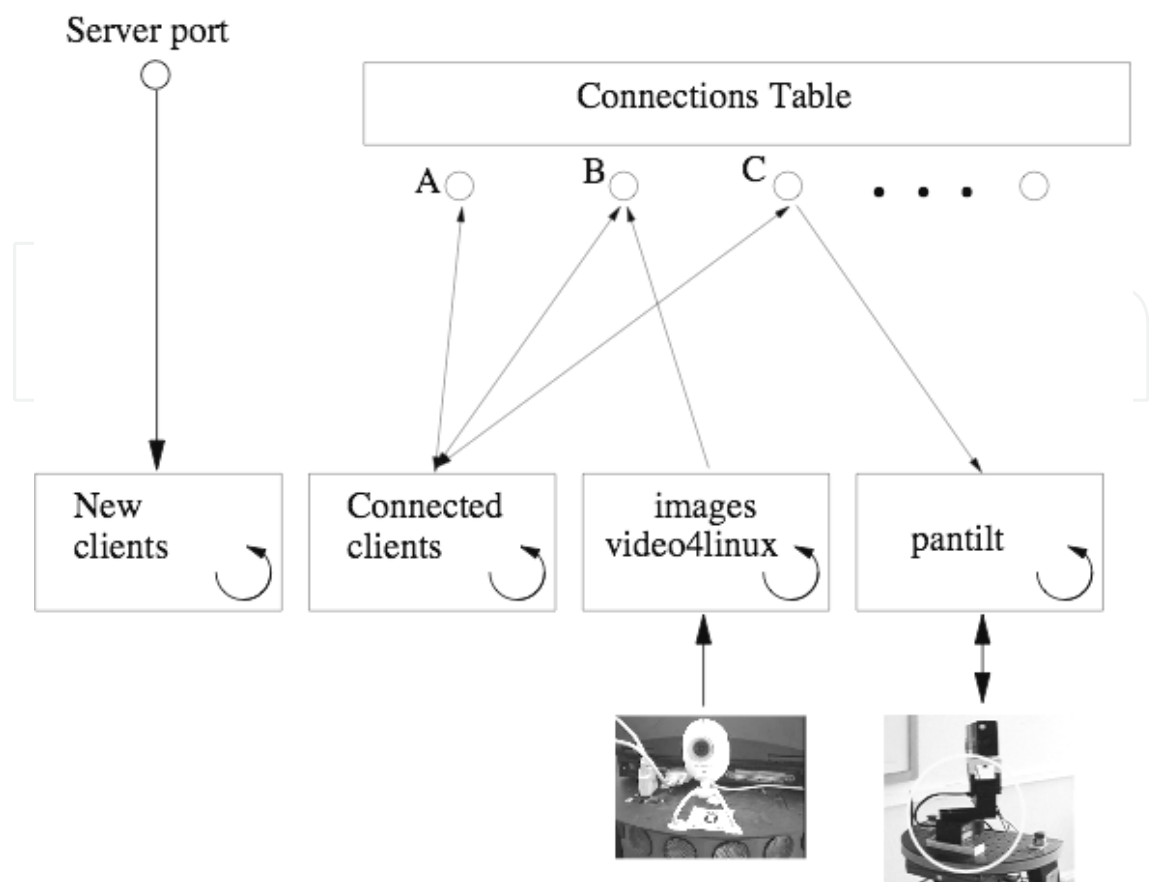 Server port
Connections Table
A
B
C
New
clients
Connected
clients
images
video4linux
pantilt